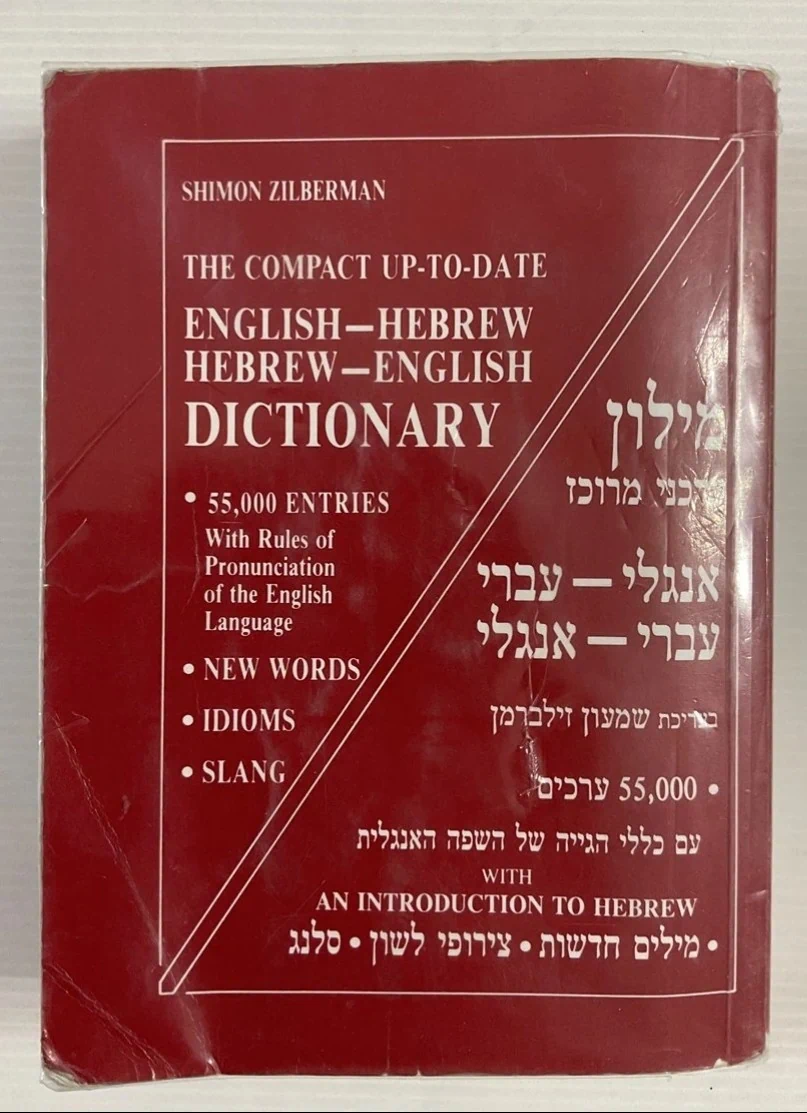 SHIMON ZILBERMAN
THE COMPACT UP-TO-DATE
ENGLISH—HEBREW
HEBREW—ENGLISH
DICTIONARY
• 55,000 ENTRIES
With Rules of
Pronunciation
of the English
Language
• NEW WORDS
• IDIOMS
• SLANG
מילון
מרוכז
אנגלי — עברי
עברי — אנגלי
בעריכת שמעון זילברמן
• 55,000 ערכים
עם כללי הגייה של השפה האנגלית
WITH
AN INTRODUCTION TO HEBREW
• מילים חדשות • צירופי לשון • סלנג